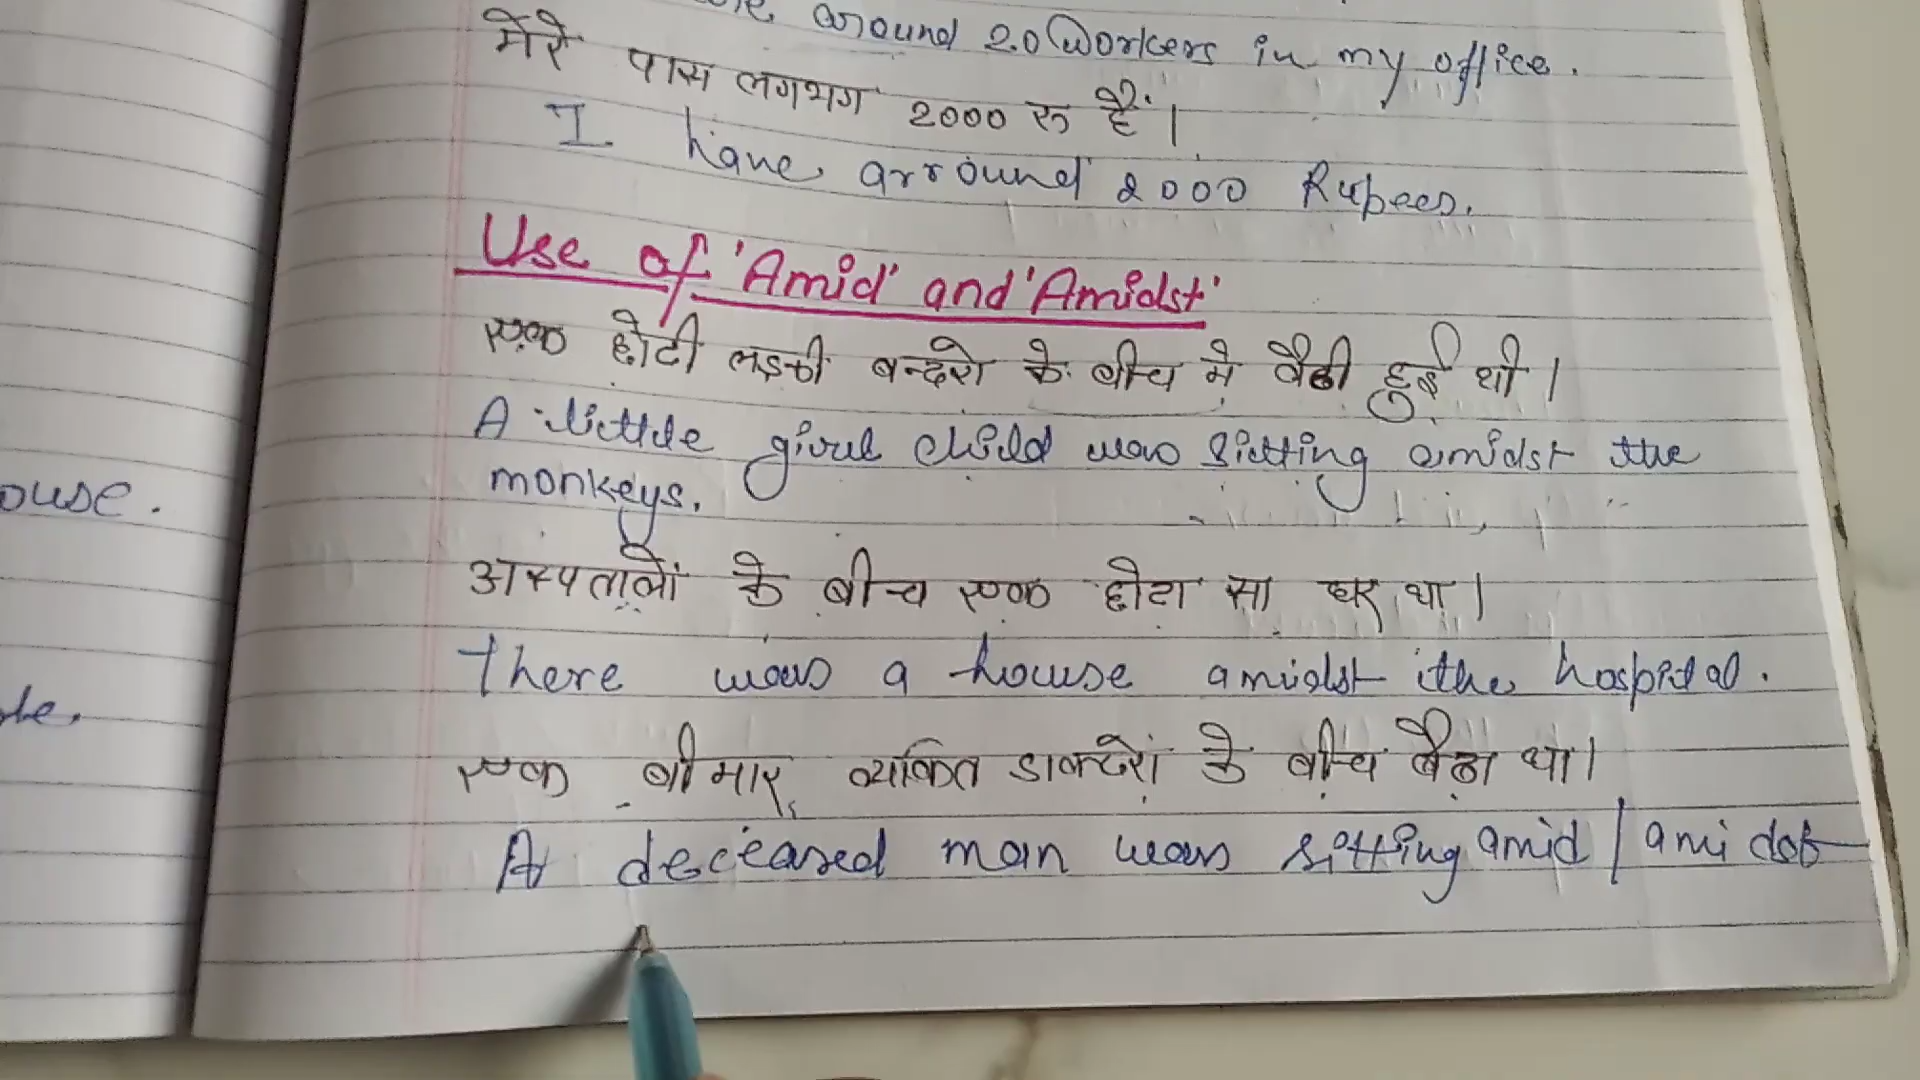 around 20 Workers in my office.
मेरे पास लगभग 2000 रु हैं।
I have arround 2000 Rupees.
Use of 'Amid' and 'Amidst'
एक छोटी लड़की बन्दरो के बीच मे बैठी हुई थी।
A little girl child was sitting amidst the
monkeys.
ouse.
अस्पतालों के बीच एक छोटा सा घर था।
There was a house amidst the hospital.
एक बीमार व्यक्ति डाक्टरों के बीच बैठा था।
A deceased man was sitting amid / amidst